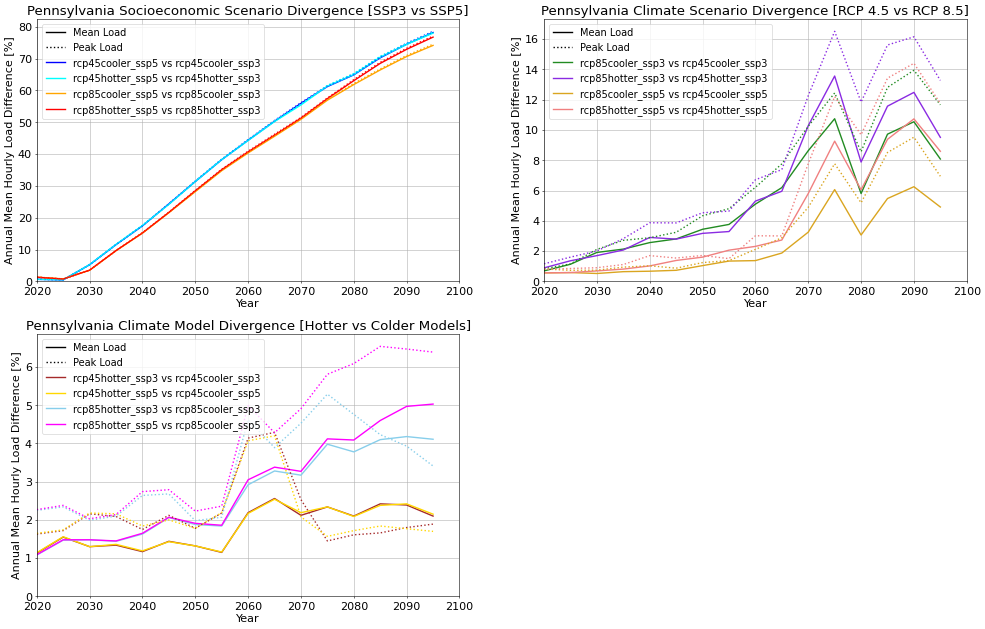 Pennsylvania Socioeconomic Scenario Divergence [SSP3 vs SSP5]
Annual Mean Hourly Load Difference [%]
80
70
60
50
40
30
20
10
0
Mean Load
Peak Load
rcp45cooler_ssp5 vs rcp45cooler_ssp3
rcp45hotter_ssp5 vs rcp45hotter_ssp3
rcp85cooler_ssp5 vs rcp85cooler_ssp3
rcp85hotter_ssp5 vs rcp85hotter_ssp3
2020 2030 2040 2050 2060 2070 2080 2090 2100
Year
Pennsylvania Climate Scenario Divergence [RCP 4.5 vs RCP 8.5]
Annual Mean Hourly Load Difference [%]
16
14
12
10
8
6
4
2
0
Mean Load
Peak Load
rcp85cooler_ssp3 vs rcp45cooler_ssp3
rcp85hotter_ssp3 vs rcp45hotter_ssp3
rcp85cooler_ssp5 vs rcp45cooler_ssp5
rcp85hotter_ssp5 vs rcp45hotter_ssp5
2020 2030 2040 2050 2060 2070 2080 2090 2100
Year
Pennsylvania Climate Model Divergence [Hotter vs Colder Models]
Annual Mean Hourly Load Difference [%]
6
5
4
3
2
1
0
Mean Load
Peak Load
rcp45hotter_ssp3 vs rcp45cooler_ssp3
rcp45hotter_ssp5 vs rcp45cooler_ssp5
rcp85hotter_ssp3 vs rcp85cooler_ssp3
rcp85hotter_ssp5 vs rcp85cooler_ssp5
2020 2030 2040 2050 2060 2070 2080 2090 2100
Year